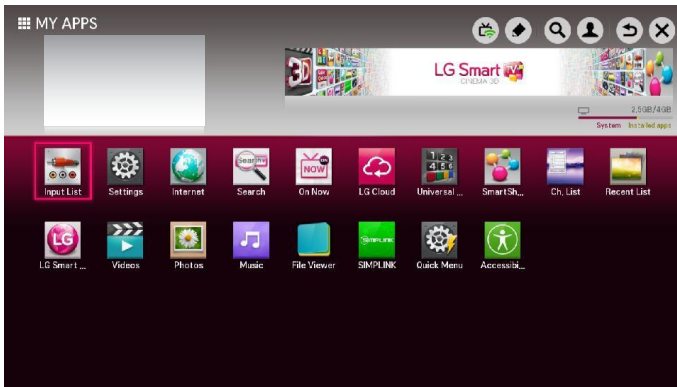 MY APPS
3D
LG Smart TV
CINEMA 3D
2.5GB/4GB
System Installed apps
Input List
Settings
Internet
Search
On Now
LG Cloud
Universal ...
SmartSh...
Ch. List
Recent List
LG Smart ...
Videos
Photos
Music
File Viewer
SIMPLINK
Quick Menu
Accessibi...